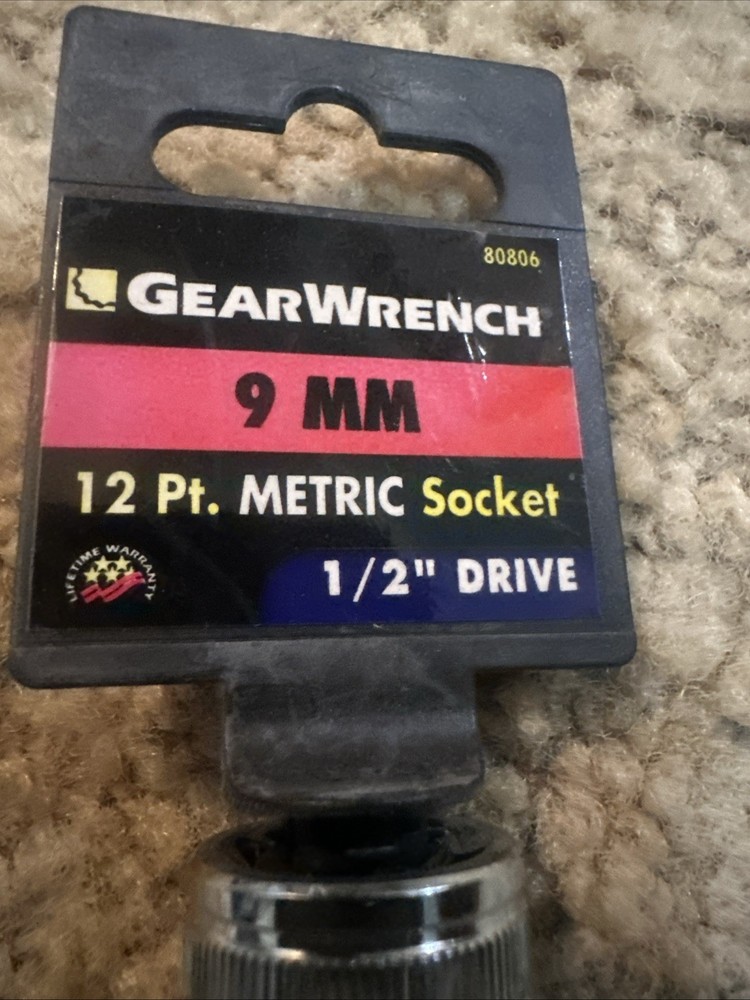 80806
GEARWRENCH
9 MM
12 Pt. METRIC Socket
LIFETIME WARRANTY
1/2" DRIVE